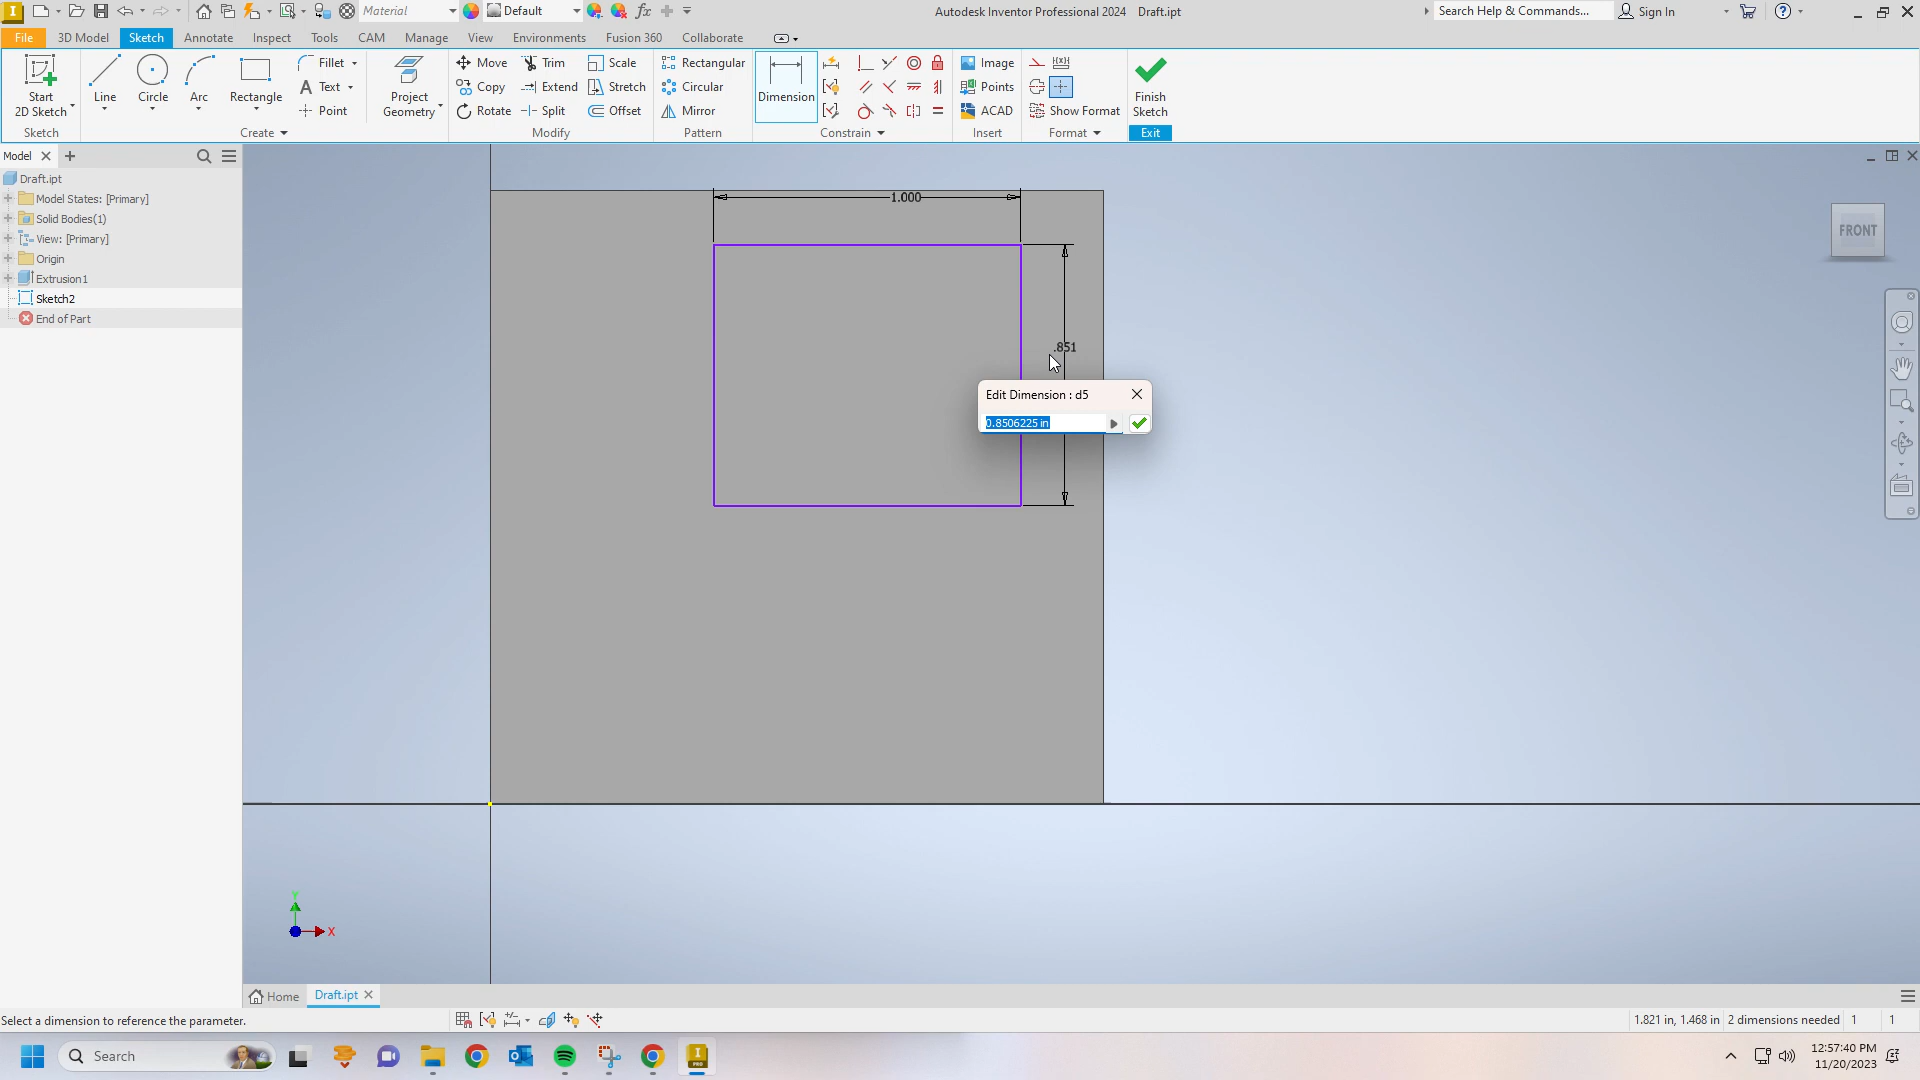 Material Default Autodesk Inventor Professional 2024 Draft.ipt Search Help & Commands... Sign In
File 3D Model Sketch Annotate Inspect Tools CAM Manage View Environments Fusion 360 Collaborate
Start
2D Sketch
Line
Circle
Arc
Rectangle
Fillet
Text
Point
Project
Geometry
Move Trim Scale
Copy Extend Stretch
Rotate Split Offset
Rectangular
Circular
Mirror
Dimension
Image
Points
ACAD
Show Format
Finish
Sketch
Sketch Create Modify Pattern Constrain Insert Format Exit
Model
Draft.ipt
Model States: [Primary]
Solid Bodies(1)
View: [Primary]
Origin
Extrusion1
Sketch2
End of Part
1.000
FRONT
.851
Edit Dimension : d5
0.8506225 in
Y
X
Home Draft.ipt
Select a dimension to reference the parameter. 1.821 in, 1.468 in 2 dimensions needed 1 1
Search
PRO
12:57:40 PM
11/20/2023